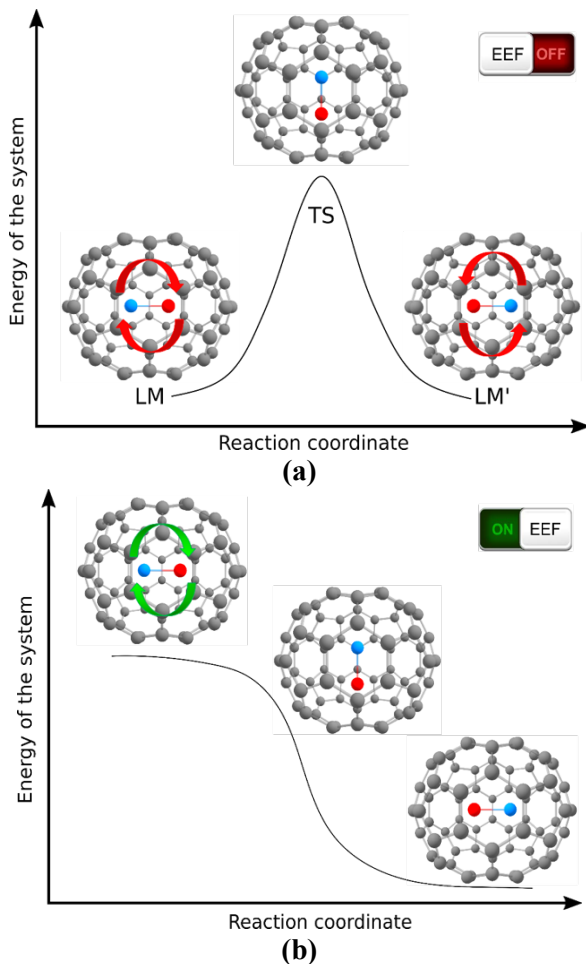 EEF OFF
Energy of the system
TS
LM
LM'
Reaction coordinate
(a)
ON EEF
Energy of the system
Reaction coordinate
(b)